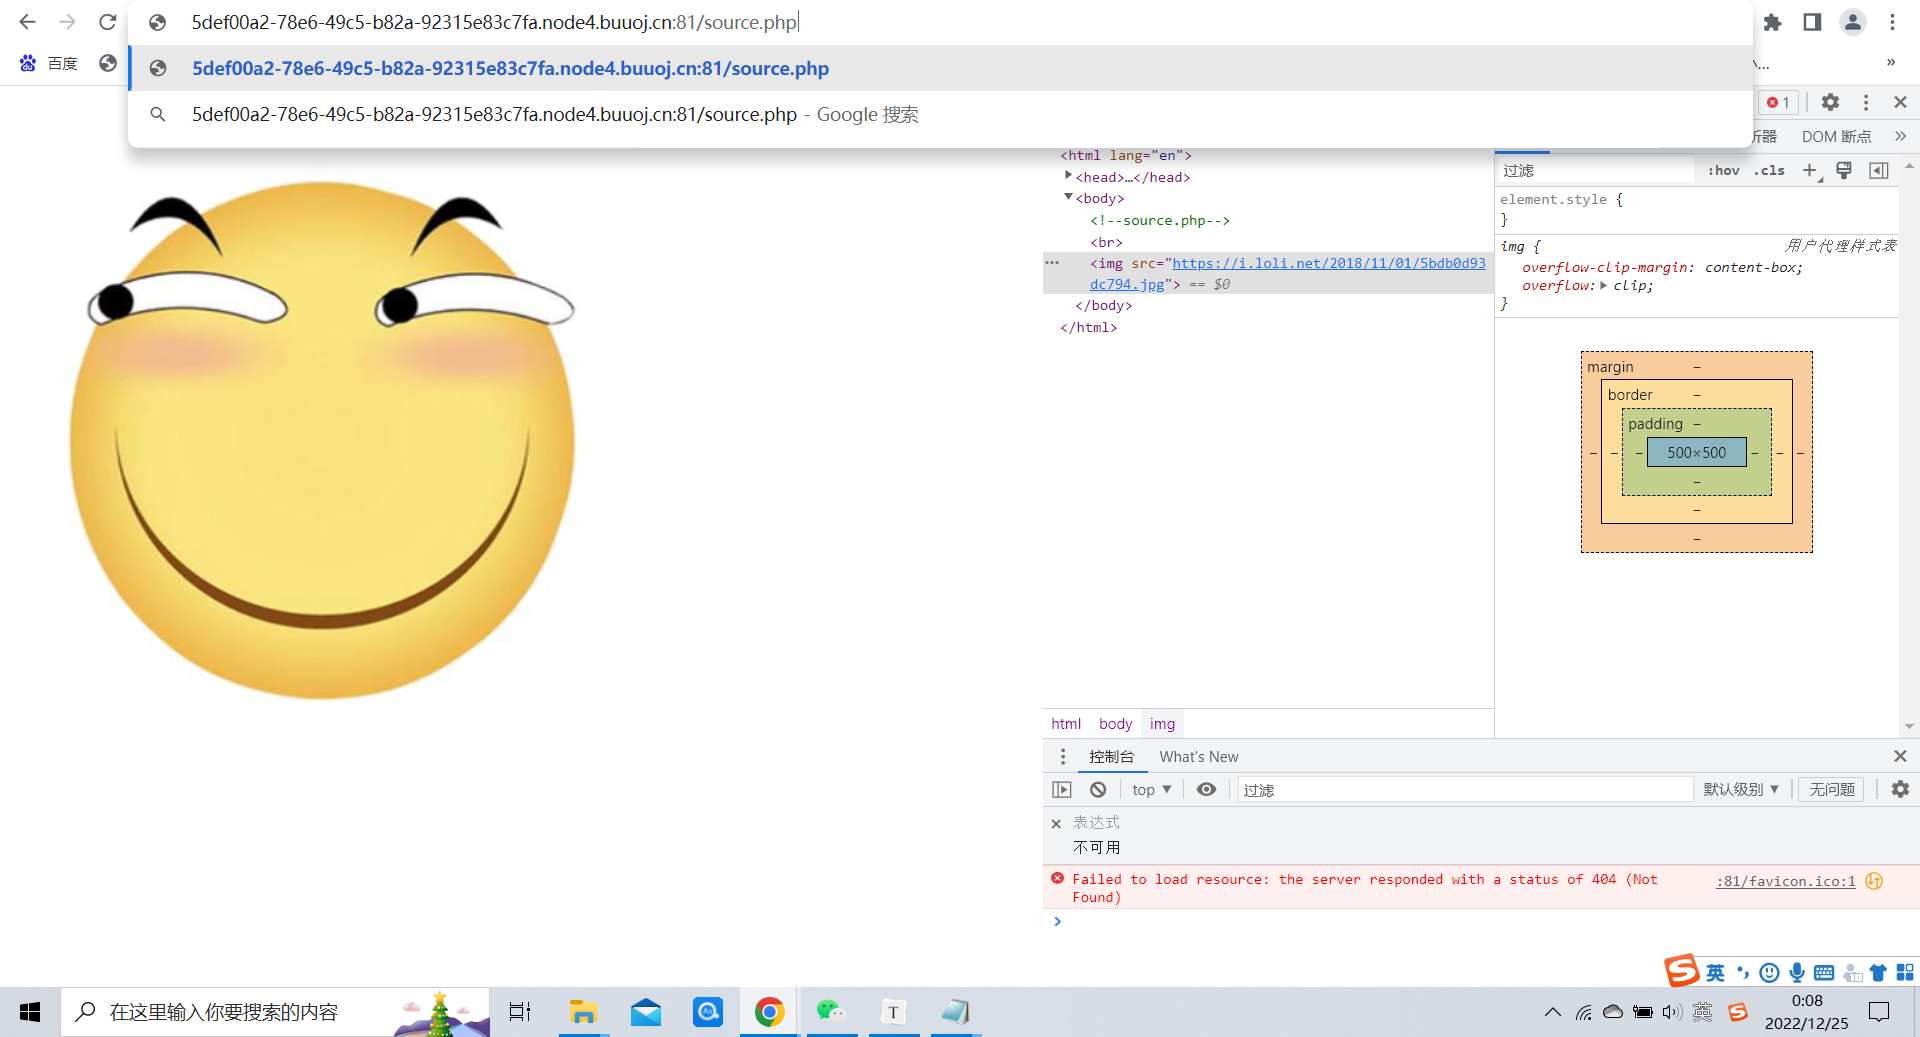 5def00a2-78e6-49c5-b82a-92315e83c7fa.node4.buuoj.cn:81/source.php
百度
5def00a2-78e6-49c5-b82a-92315e83c7fa.node4.buuoj.cn:81/source.php
5def00a2-78e6-49c5-b82a-92315e83c7fa.node4.buuoj.cn:81/source.php - Google 搜索
1
DOM 断点
<html lang="en">
<head>…</head>
<body>
<!--source.php-->
<br>
<img src="https://i.loli.net/2018/11/01/5bdb0d93
dc794.jpg"> == $0
</body>
</html>
过滤
:hov .cls
element.style {
}
img { 用户代理样式表
overflow-clip-margin: content-box;
overflow: clip;
}
margin –
border –
padding –
– – – 500×500 – – –
–
–
–
html body img
控制台 What's New
top 过滤 默认级别 无问题
表达式
不可用
Failed to load resource: the server responded with a status of 404 (Not :81/favicon.ico:1
Found)
英
在这里输入你要搜索的内容
T
英
0:08
2022/12/25